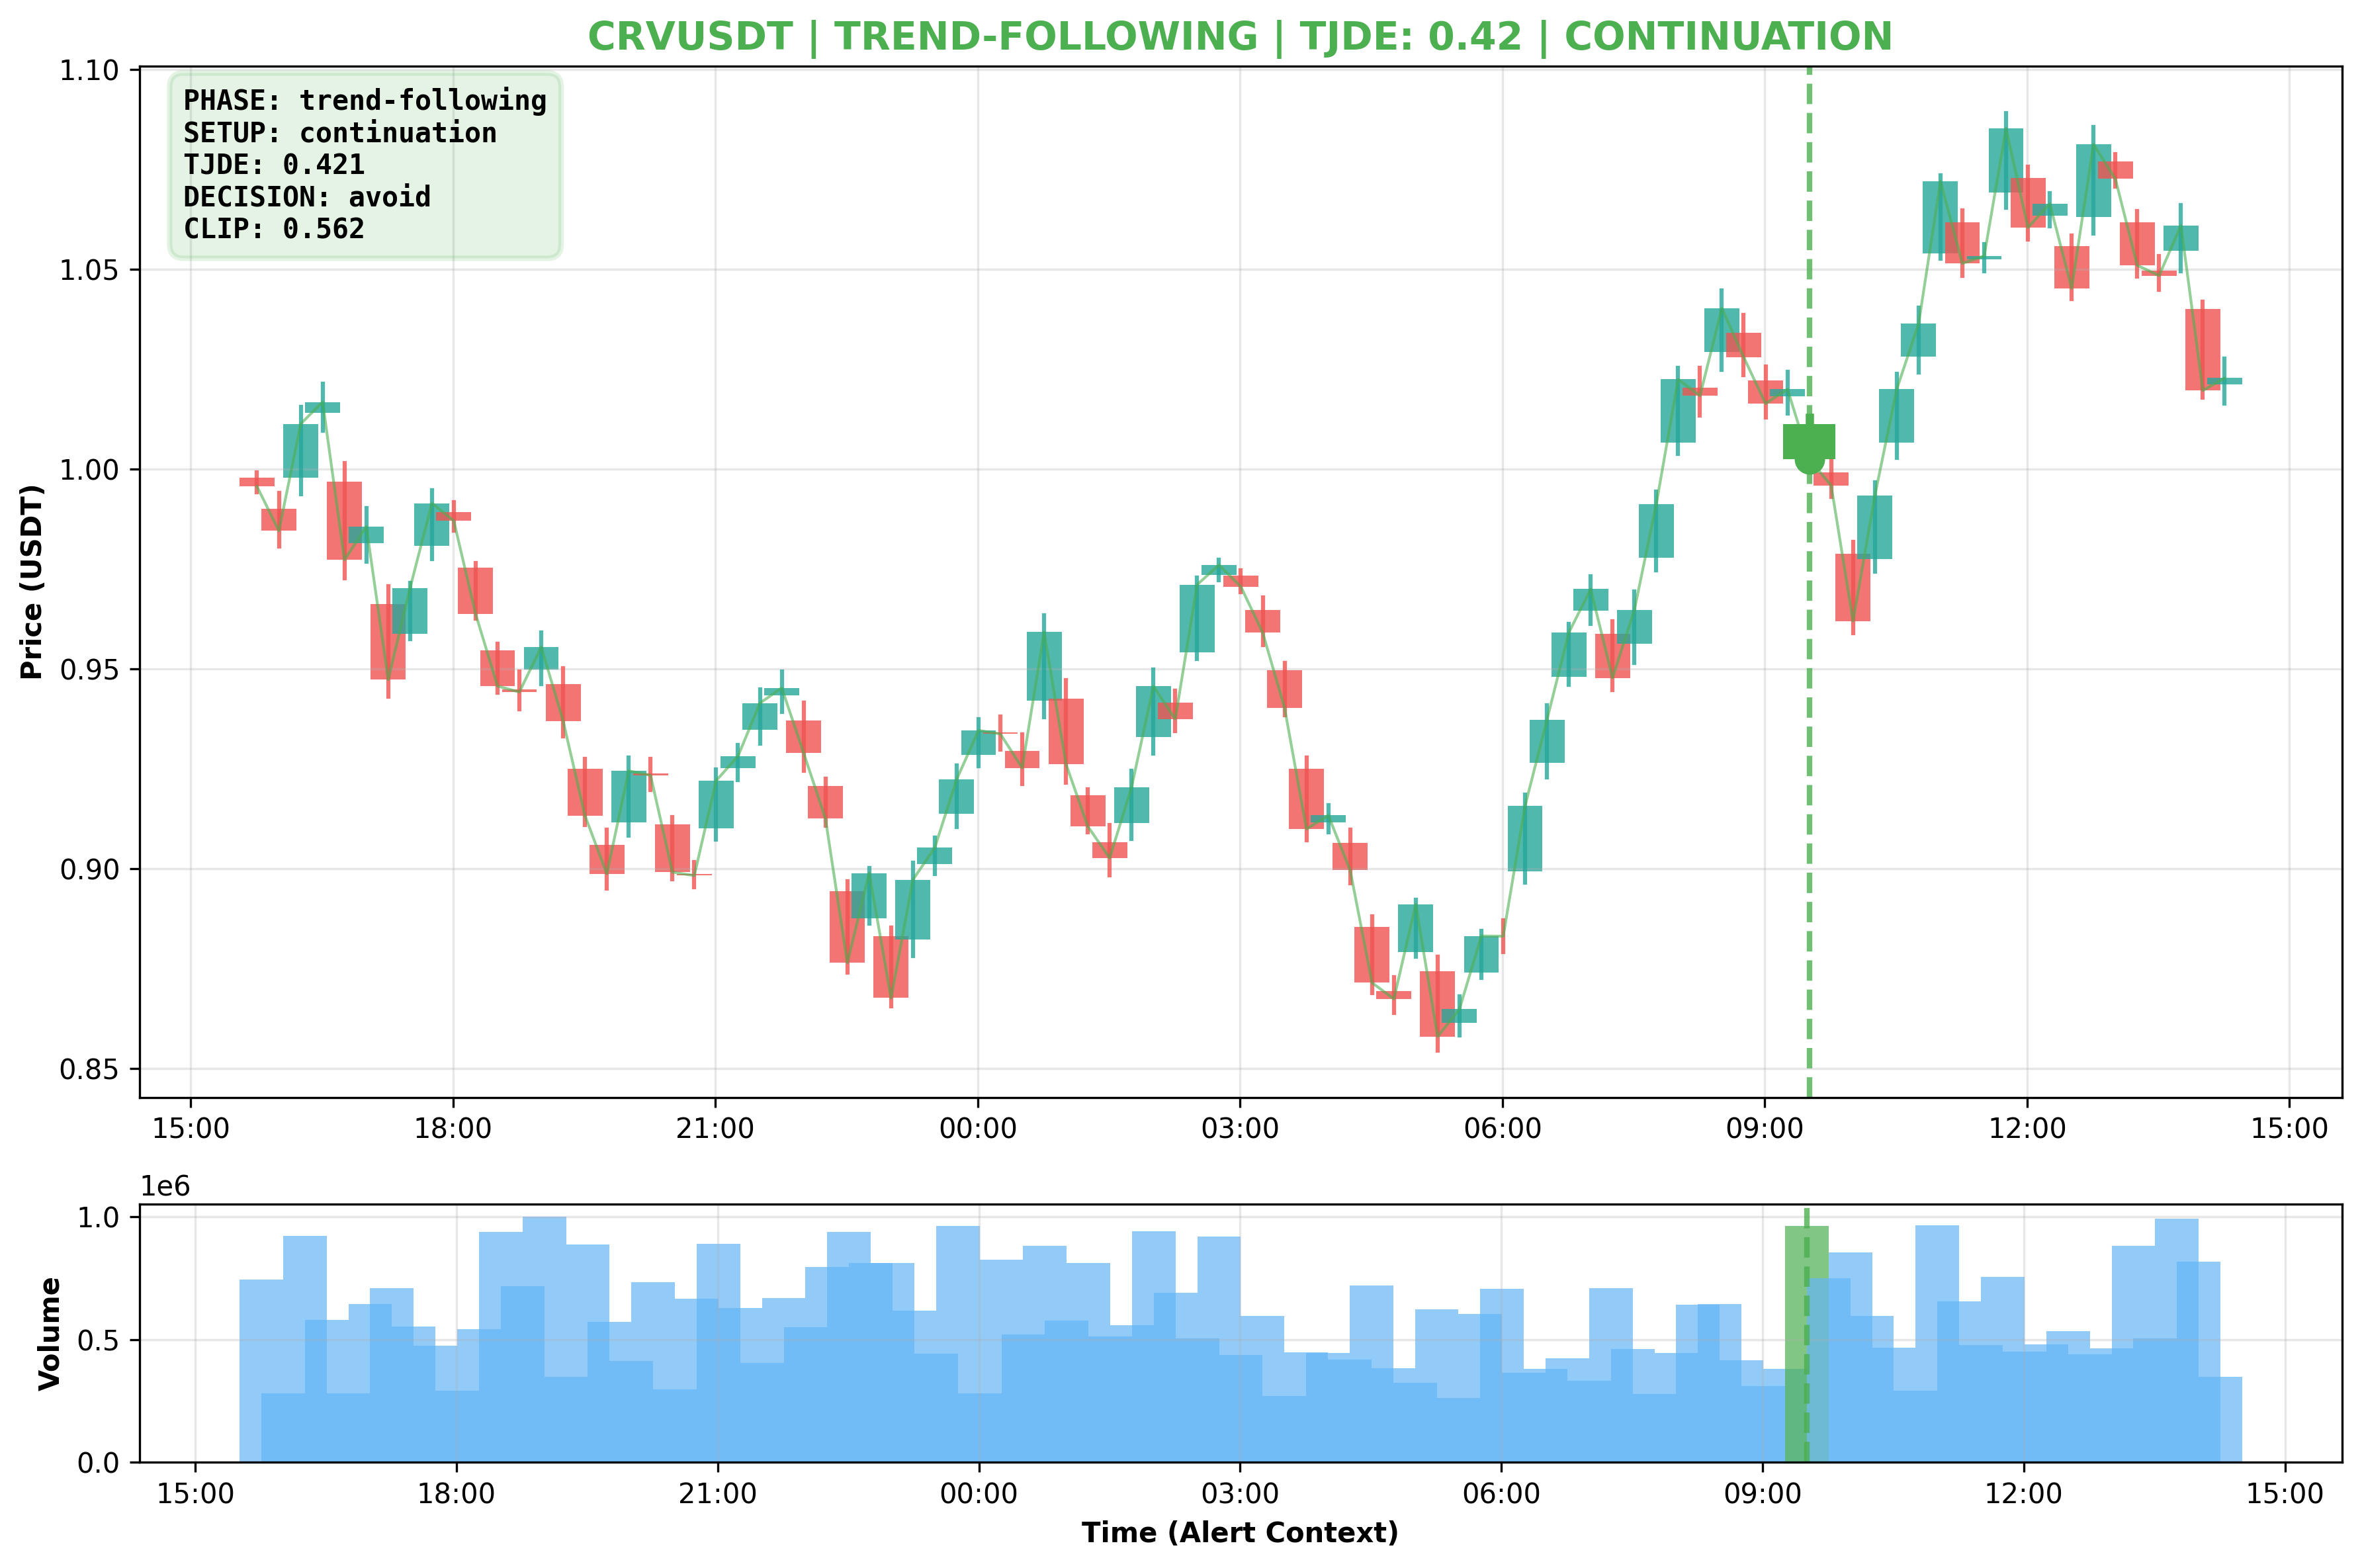 CRVUSDT | TREND-FOLLOWING | TJDE: 0.42 | CONTINUATION
PHASE: trend-following
SETUP: continuation
TJDE: 0.421
DECISION: avoid
CLIP: 0.562
Price (USDT)
1.10
1.05
1.00
0.95
0.90
0.85
15:00 18:00 21:00 00:00 03:00 06:00 09:00 12:00 15:00
1e6
Volume
1.0
0.5
0.0
15:00 18:00 21:00 00:00 03:00 06:00 09:00 12:00 15:00
Time (Alert Context)